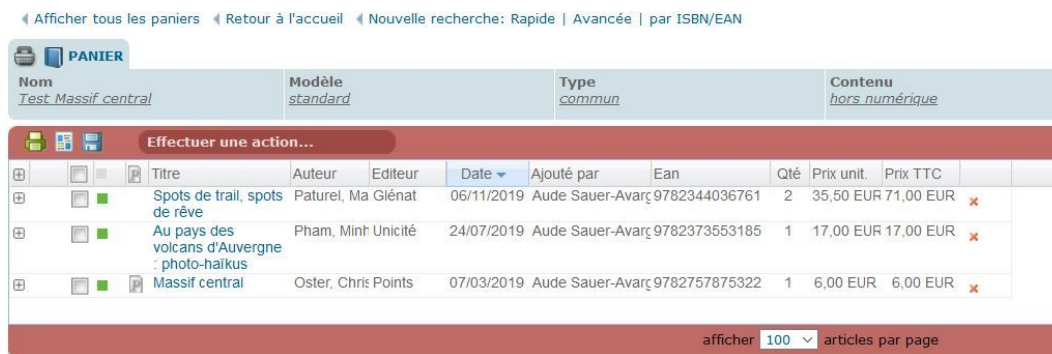 Afficher tous les paniers Retour à l'accueil Nouvelle recherche: Rapide | Avancée | par ISBN/EAN
PANIER
Nom Modèle Type Contenu
Test Massif central standard commun hors numérique
Effectuer une action...
P Titre Auteur Editeur Date Ajouté par Ean Qté Prix unit. Prix TTC
Spots de trail, spots Paturel, Ma Glénat 06/11/2019 Aude Sauer-Avarg 9782344036761 2 35,50 EUR 71,00 EUR
de rêve
Au pays des Pham, Minh Unicité 24/07/2019 Aude Sauer-Avarg 9782373553185 1 17,00 EUR 17,00 EUR
volcans d'Auvergne
: photo-haïkus
P Massif central Oster, Chris Points 07/03/2019 Aude Sauer-Avarg 9782757875322 1 6,00 EUR 6,00 EUR
afficher 100 articles par page